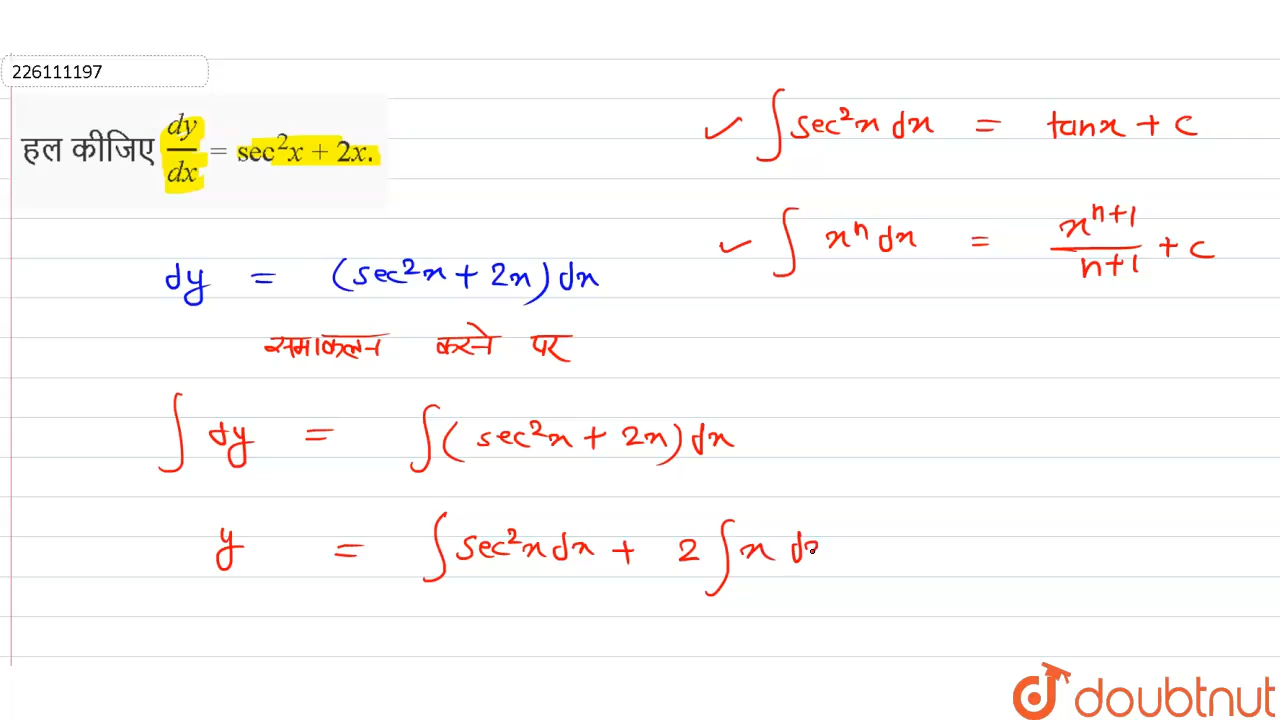 226111197
हल कीजिए dy/dx = sec²x + 2x.
✓ ∫ sec²x dx = tanx + c
✓ ∫ xⁿ dx = xⁿ⁺¹/n+1 + c
dy = (sec²x + 2x) dx
समाकलन करने पर
∫ dy = ∫ (sec²x + 2x) dx
y = ∫ sec²x dx + 2 ∫ x dx
doubtnut